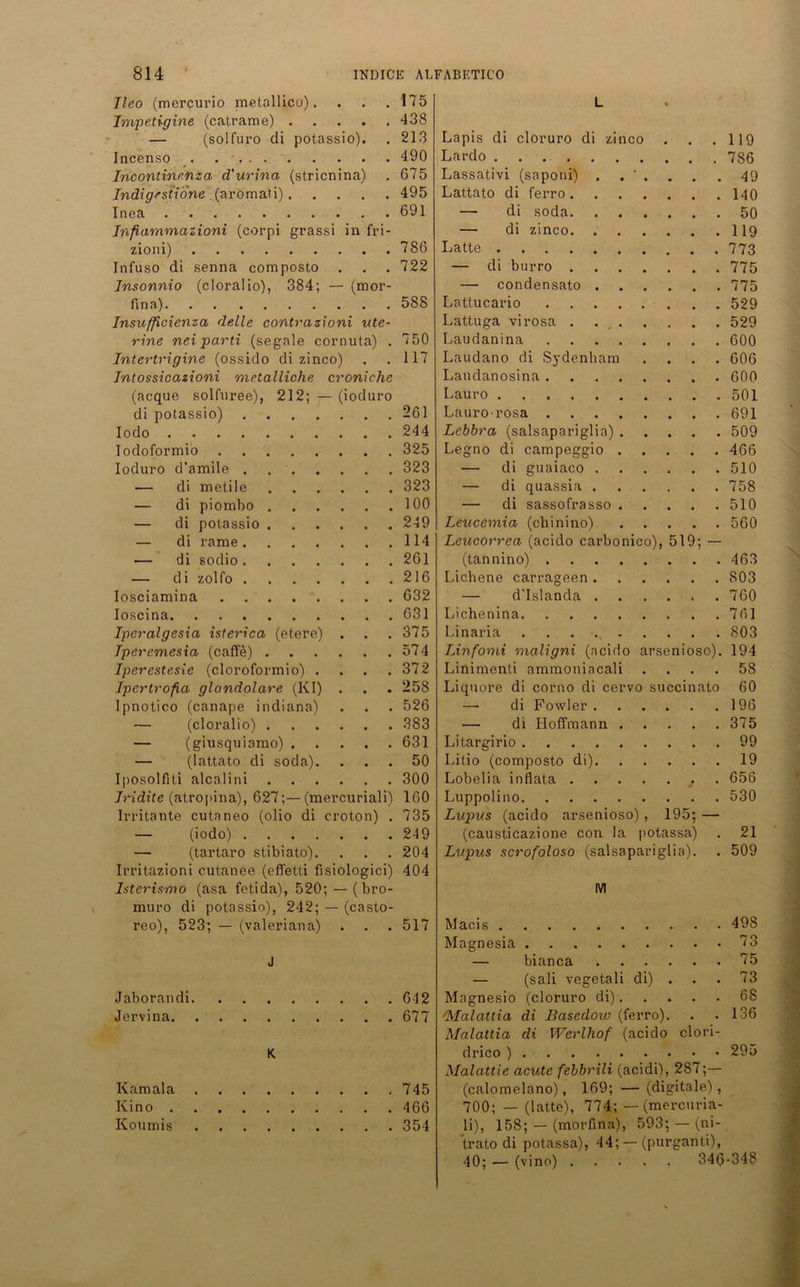 814 INDICE ALFABETICO
Ileo (mercurio metallico). . . . 175
Impetigine (catrame) . . . . . 438
— (solfuro di potassio). . 213
Incenso . . . . . . . . . . 490
Incontinenza d'urina (stricnina) . 675
Indigestione (aromati) . . . . . 495
Inea . . . . . . . . . . 691
Infiammazioni (corpi grassi in fri-
zioni) . . . . . . . . . 786
Infuso di senna composto . . . 722
Insonnio (cloralio), 384; — (mor-
fina). . . . . . . . . . 588
Insufficienza delle contrazioni ute-
rine nei parti (segale cornuta) . 750
Intertrigine (ossido di zinco) . . 117
Intossicazioni metalliche croniche
(acque solfuree), 212; — (ioduro
di potassio) . . . . . . . 261
Iodo . . . . . . . . . . 244
Iodoformio . . . . . . . . 325
Ioduro d'amile . . . . . . . 323
— di metile . . . . . . 323
— di piombo . . . . . . 100
— di potassio . . . . . . 249
— di rame . . . . . . . 114
— di sodio . . . . . . . 261
— di zolfo . . . . . . . 216
Iosciamina . . . . . . . . 632
Ioscina. . . . . . . . . . 631
Iperalgesia isterica (etere) . . . 375
Iperemesia (caffè) . . . . . . 574
Iperestesie (cloroformio) . . . . 372
Ipertrofia glandolare (KI) . . . 258
Ipnotico (canape indiana) . . . 526
— (cloralio) . . . . . . 383
— (giusquiamo) . . . . . 631
— (lattato di soda). . . . 50
Iposolfiti alcalini . . . . . . 300
Iridite (atropina), 627;— (mercuriali) 160
Irritante cutaneo (olio di croton) . 735
— (iodo) . . . . . . . 249
— (tartaro stibiato). . . . 204
Irritazioni cutanee (effetti fisiologici) 404
Isterismo (asa fetida), 520; — (bro-
muro di potassio), 242; — (casto-
reo), 523; — (valeriana) . . . 517
J
Jaborandi. . . . . . . . . 642
Jervina. . . . . . . . . . 677
K
Kamala . . . . . . . . . 745
Kino . . . . . . . . . . 466
Koumis . . . . . . . . . 354
L
Lapis di cloruro di zinco . . . 119
Lardo . . . . . . . . . . 786
Lassativi (saponi) . . . . . . 49
Lattato di ferro . . . . . . . 140
— di soda. . . . . . . 50
— di zinco. . . . . . . 119
Latte . . . . . . . . . . 773
— di burro . . . . . . . 775
— condensato . . . . . . 775
Lattucario . . . . . . . . 529
Lattuga virosa . . . . . . . 529
Laudanina . . . . . . . . 600
Laudano di Sydenham . . . . 606
Laudanosina . . . . . . . . 600
Lauro . . . . . . . . . . 501
Lauro-rosa . . . . . . . . 691
Lebbra (salsapariglia) . . . . . 509
Legno di campeggio . . . . . 466
— di guaiaco . . . . . . 510
— di quassia . . . . . . 758
— di sassofrasso . . . . . 510
Leucemia (chinino) . . . . . 560
Leucorrea (acido carbonico), 519; —
(tannino) . . . . . . . . 463
Lichene carrageen . . . . . . 803
— d'Islanda . . . . . . 760
Lichenina. . . . . . . . . 761
Linaria . . . . . . . . . 803
Linfomi maligni (acido arsenioso). 194
Linimenti ammoniacali . . . . 58
Liquore di corno di cervo succinato 60
— di Fowler . . . . . . 196
— di Hoffmann . . . . . 375
Litargirio . . . . . . . . . 99
Litio (composto di). . . . . . 19
Lobelia inflata . . . . . . . 656
Luppolino. . . . . . . . . 530
Lupus (acido arsenioso), 195; —
(causticazione con la potassa) . 21
Lupus scrofoloso (salsapariglia). . 509
M
Macis . . . . . . . . . . 498
Magnesia . . . . . . . . . 73
— bianca . . . . . . 75
— (sali vegetali di) . . . 73
Magnesio (cloruro di). . . . . 68
Malattia di Basedow (ferro). . . 136
Malattia di Werlhof (acido clori-
drico) . . . . . . . . . 295
Malattie acute febbrili (acidi), 287;—
(calomelano), 169; — (digitale),
700; — (latte), 774; — (mercuria-
li), 158; — (morfina), 593; — (ni-
trato di potassa), 44; — (purganti),
40; — (vino) . . . . . 346-348